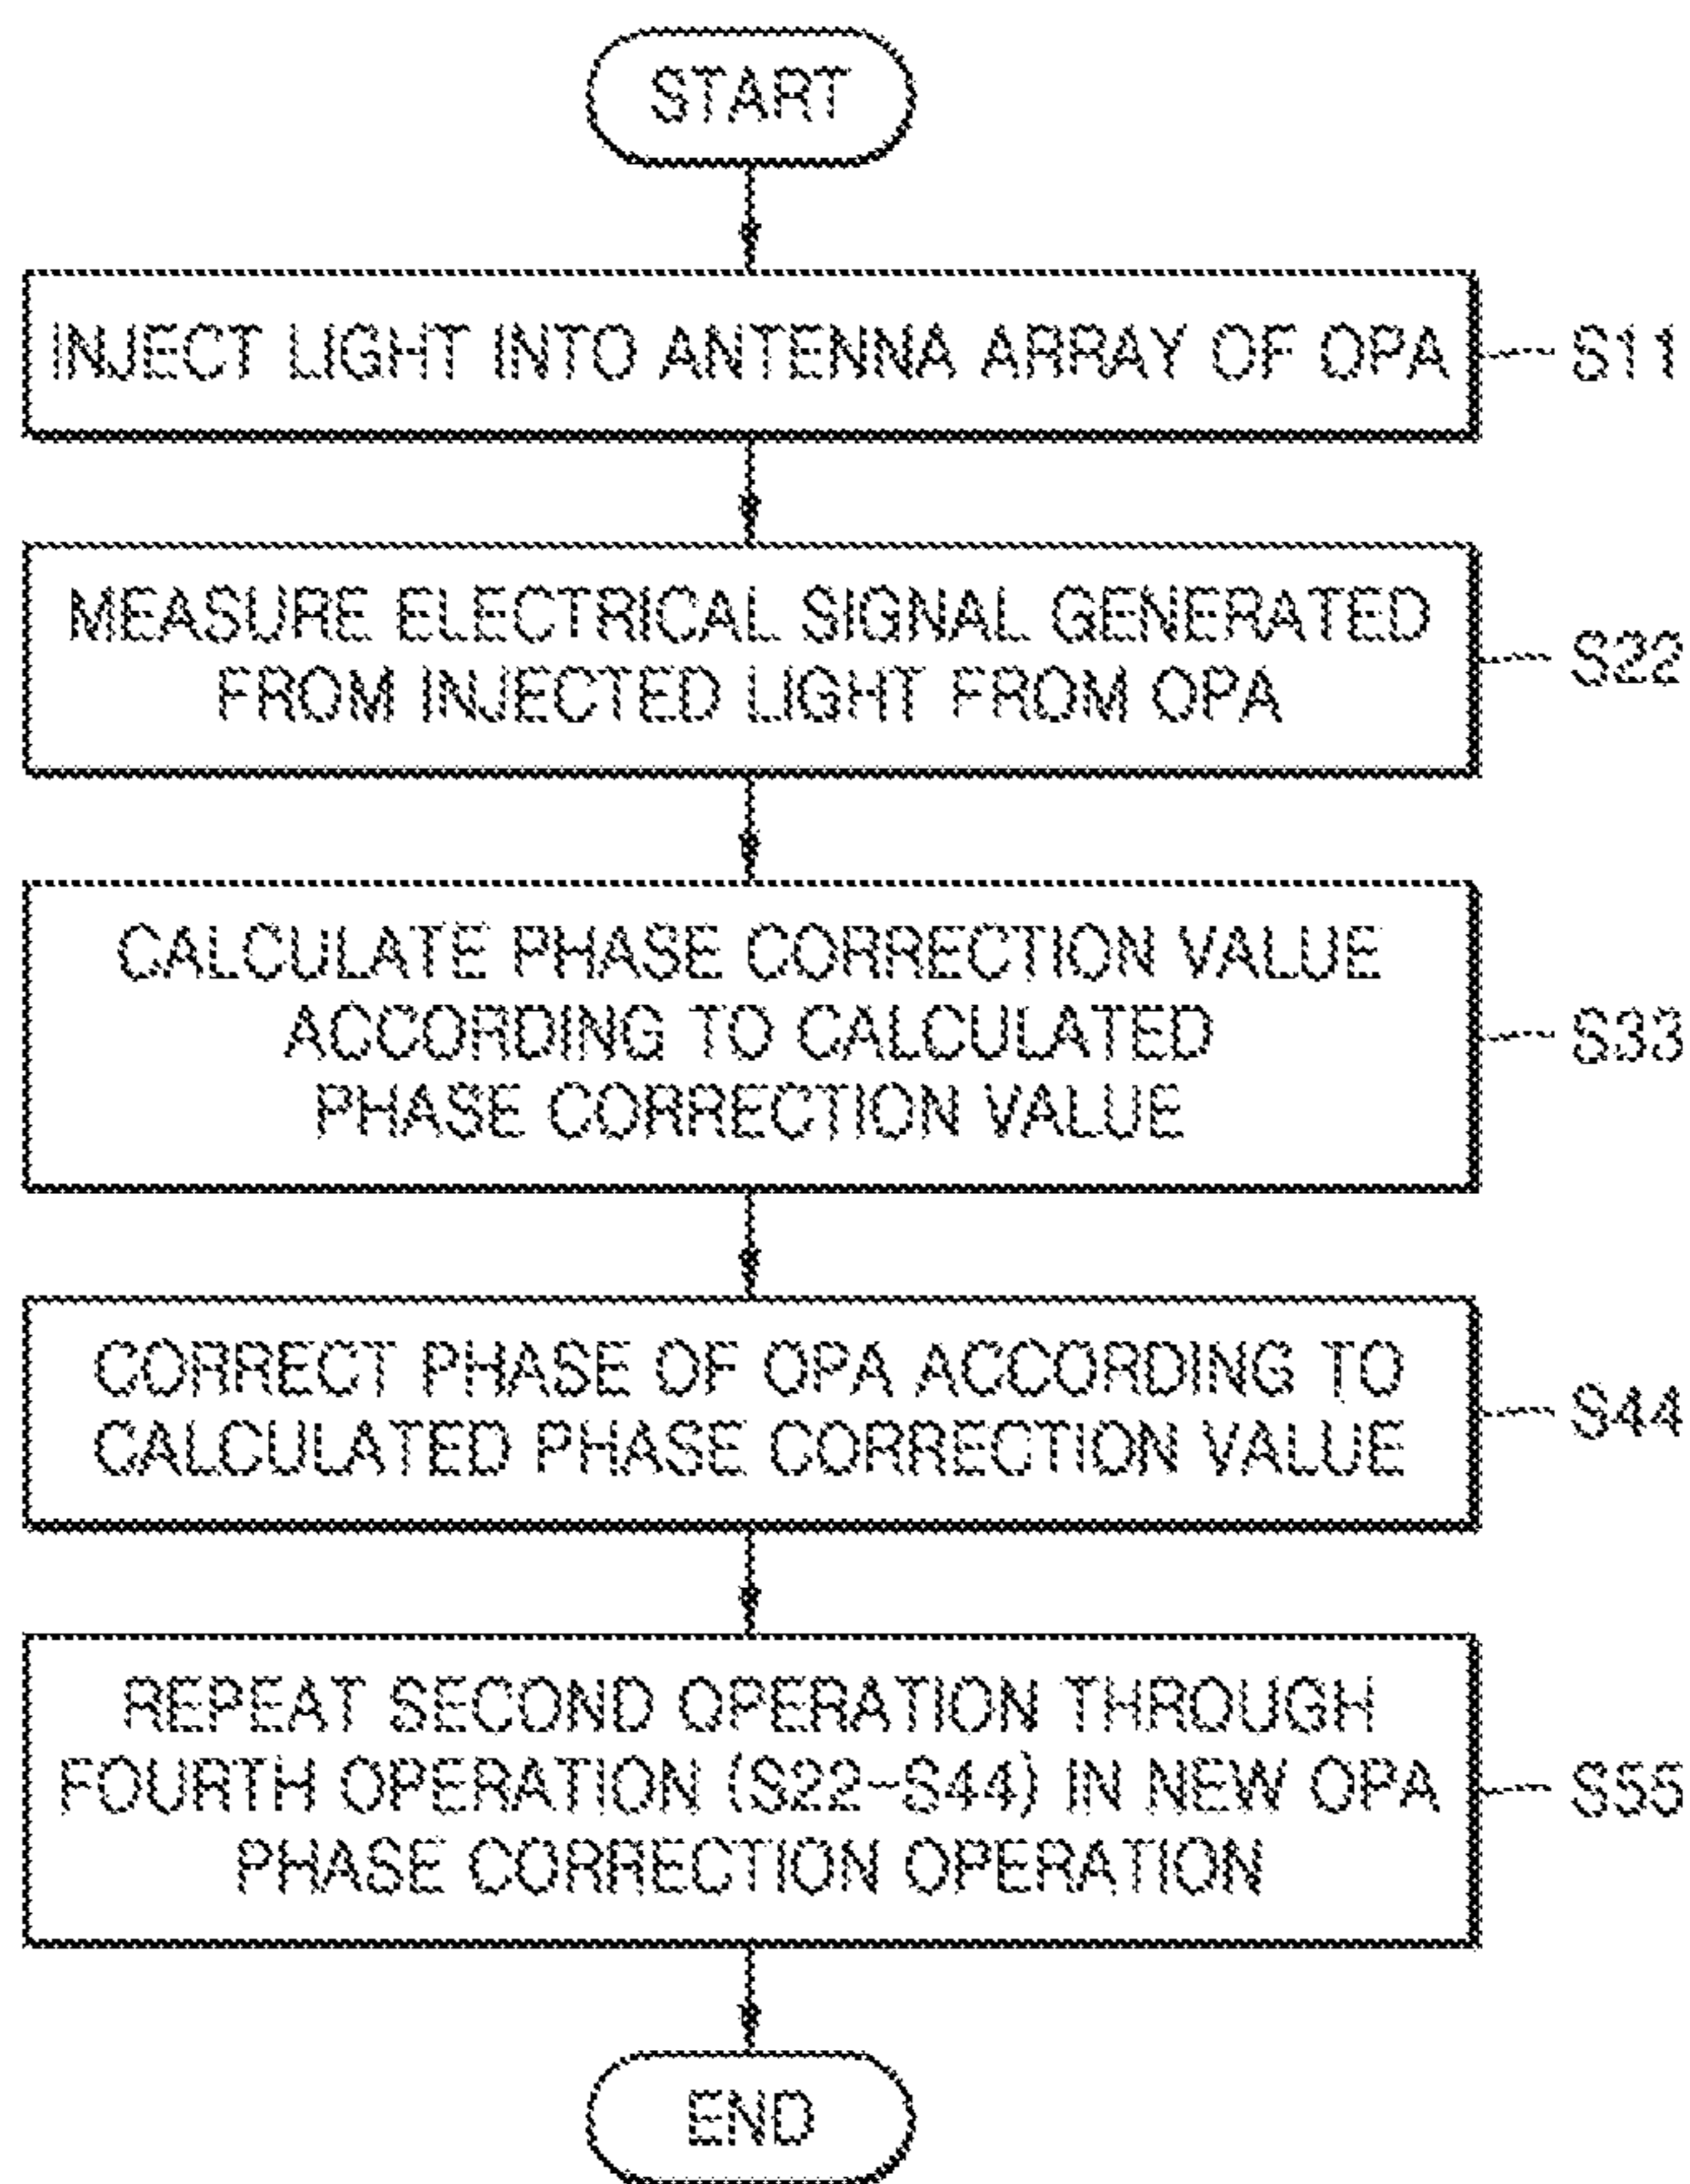 START
INJECT LIGHT INTO ANTENNA ARRAY OF OPA
S11
MEASURE ELECTRICAL SIGNAL GENERATED
FROM INJECTED LIGHT FROM OPA
S22
CALCULATE PHASE CORRECTION VALUE
ACCORDING TO CALCULATED
PHASE CORRECTION VALUE
S33
CORRECT PHASE OF OPA ACCORDING TO
CALCULATED PHASE CORRECTION VALUE
S44
REPEAT SECOND OPERATION THROUGH
FOURTH OPERATION (S22~S44) IN NEW OPA
PHASE CORRECTION OPERATION
S55
END